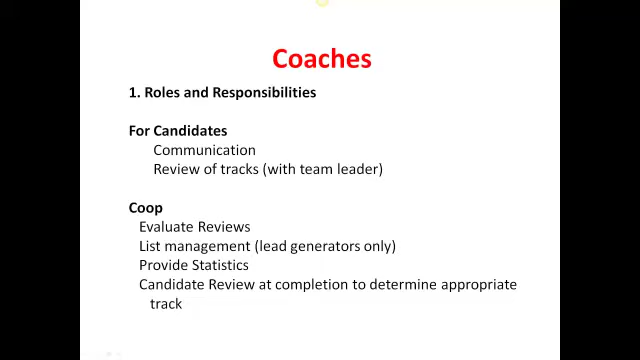 Coaches
1. Roles and Responsibilities
For Candidates
Communication
Review of tracks (with team leader)
Coop
Evaluate Reviews
List management (lead generators only)
Provide Statistics
Candidate Review at completion to determine appropriate
track